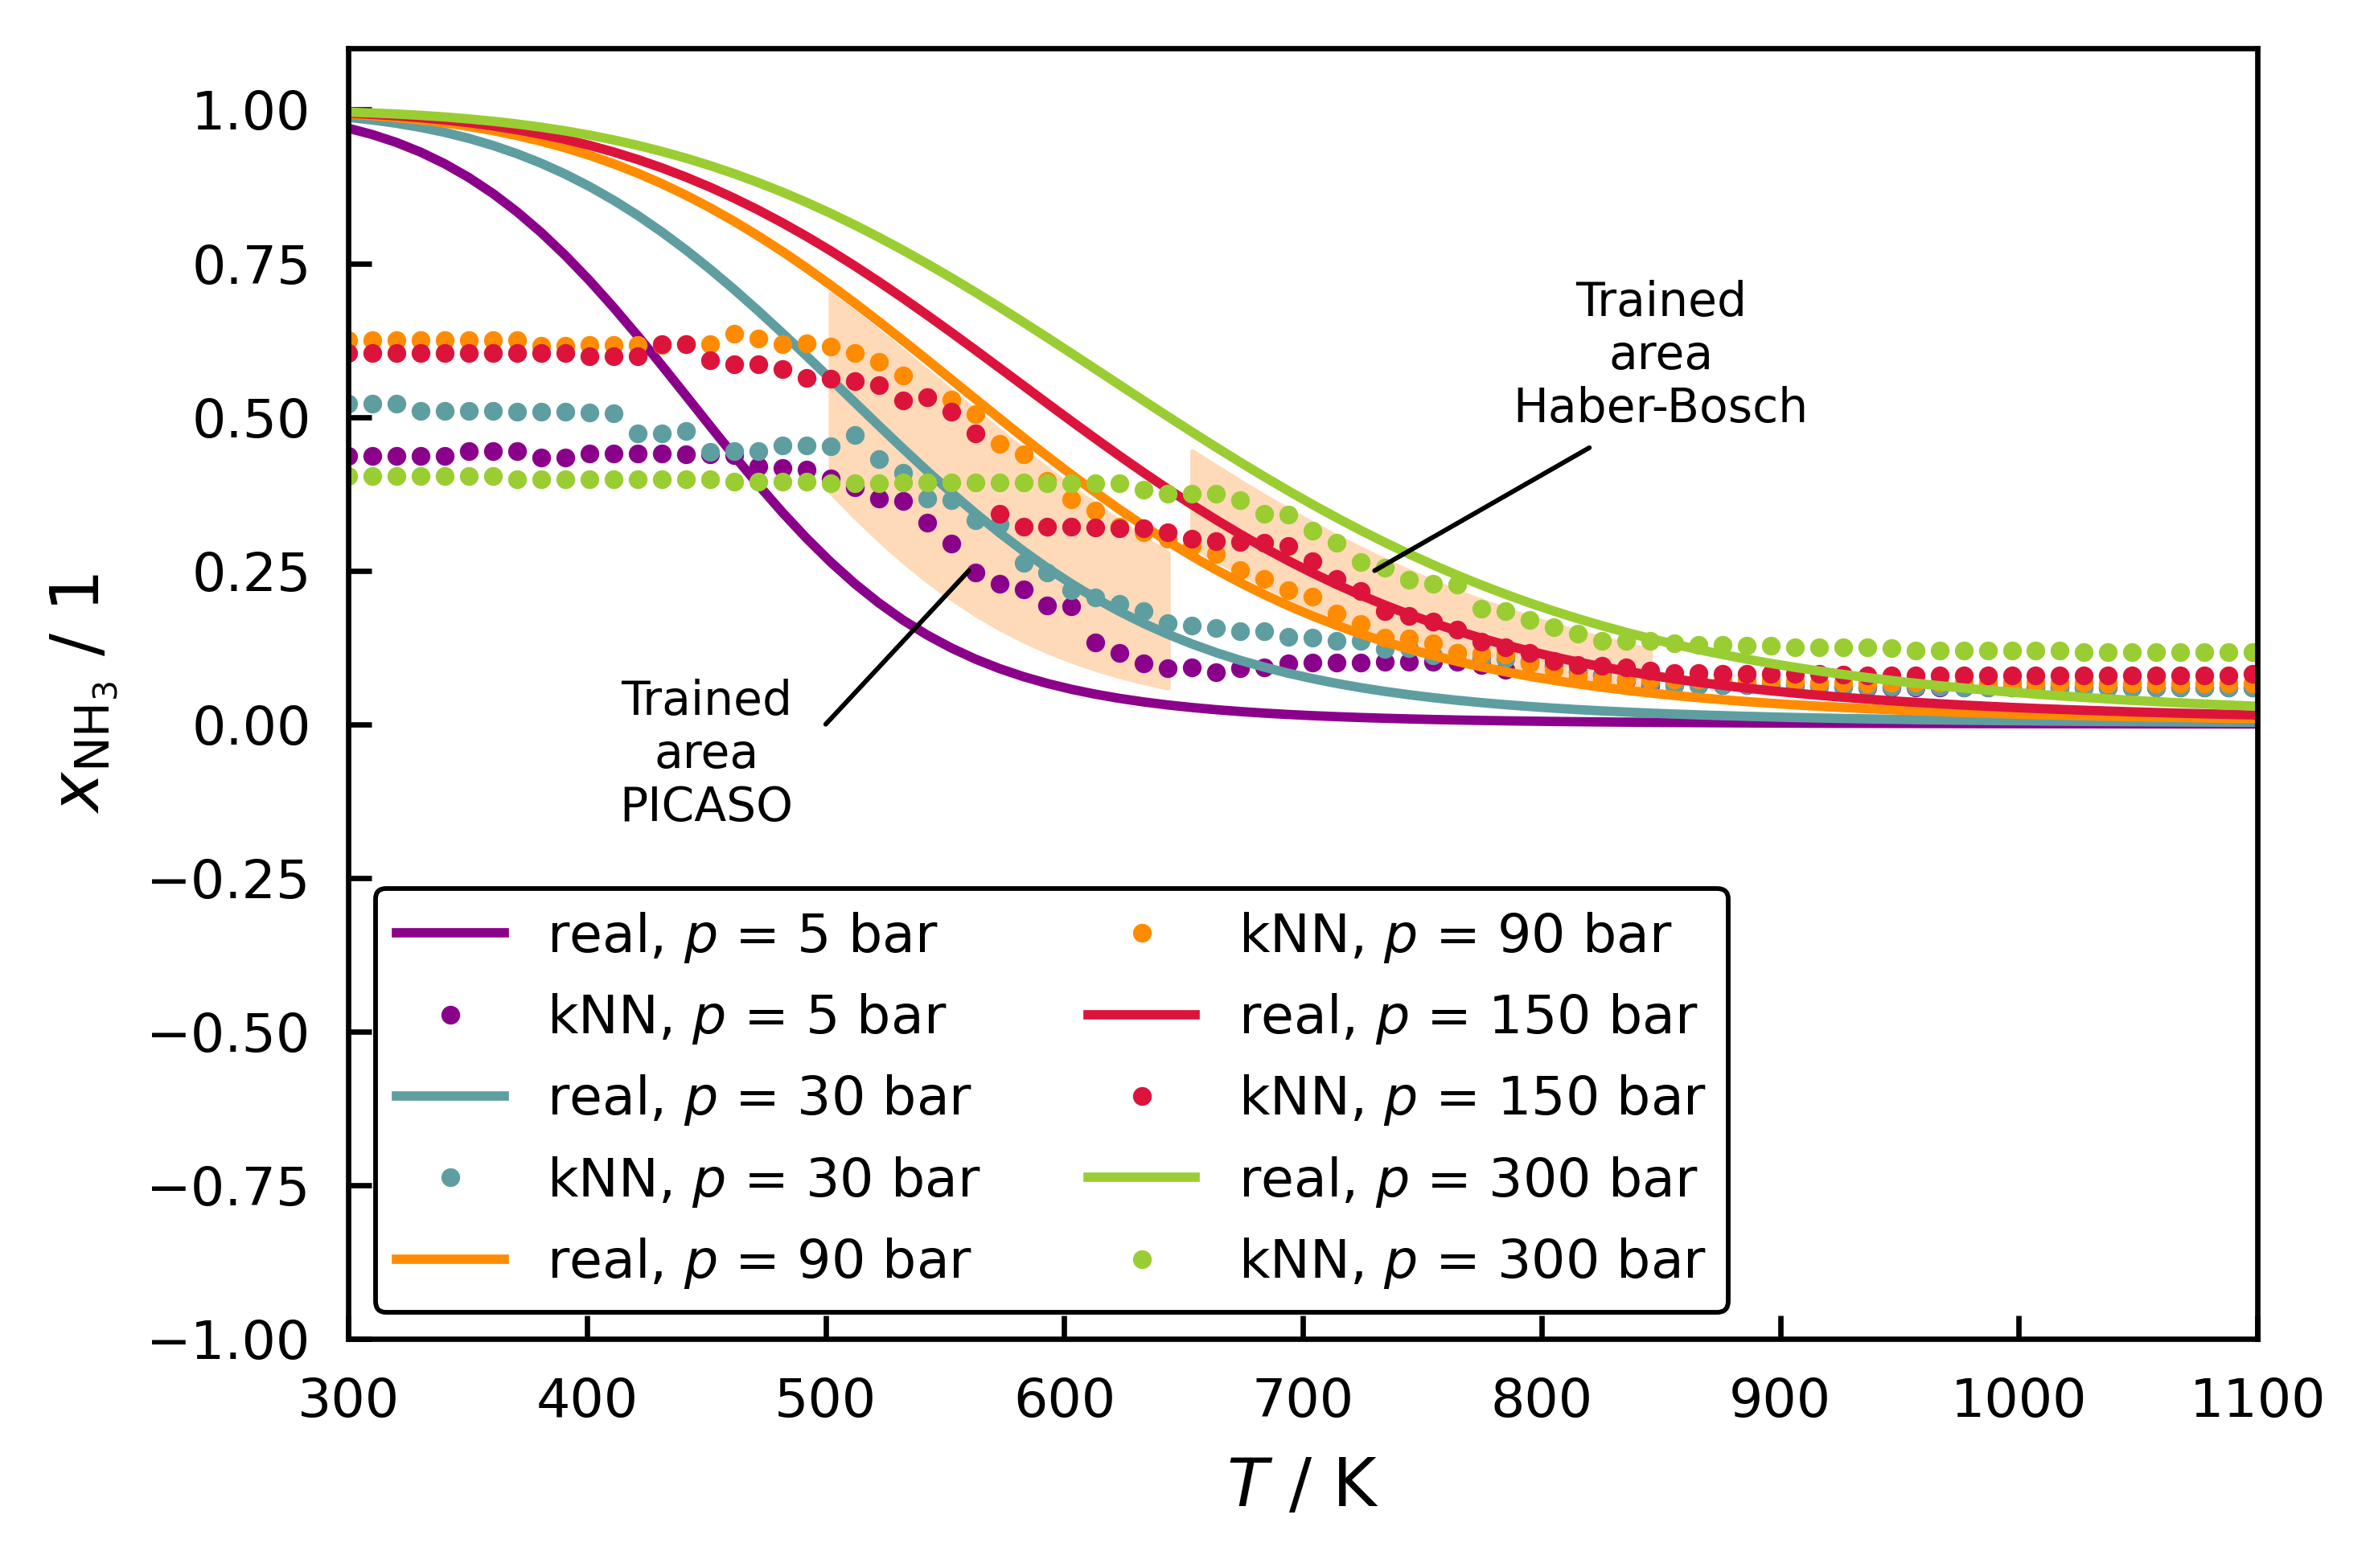 1.00
0.75
0.50
0.25
0.00
−0.25
−0.50
−0.75
−1.00
x_NH₃ / 1
Trained
area
Haber-Bosch
Trained
area
PICASO
real, p = 5 bar
kNN, p = 5 bar
real, p = 30 bar
kNN, p = 30 bar
real, p = 90 bar
kNN, p = 90 bar
real, p = 150 bar
kNN, p = 150 bar
real, p = 300 bar
kNN, p = 300 bar
300 400 500 600 700 800 900 1000 1100
T / K